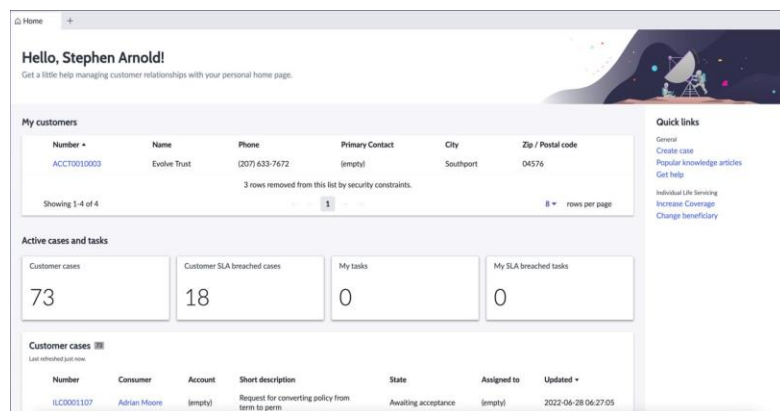 Home +
Hello, Stephen Arnold!
Get a little help managing customer relationships with your personal home page.
My customers
Number Name Phone Primary Contact City Zip / Postal code
ACCT0010003 Evolve Trust (207) 633-7672 (empty) Southport 04576
3 rows removed from this list by security constraints.
Showing 1-4 of 4 1 8 rows per page
Quick links
General
Create case
Popular knowledge articles
Get help
Individual Life Servicing
Increase Coverage
Change beneficiary
Active cases and tasks
Customer cases Customer SLA breached cases My tasks My SLA breached tasks
73 18 0 0
Customer cases 73
Last refreshed just now.
Number Consumer Account Short description State Assigned to Updated
ILC0001107 Adrian Moore (empty) Request for converting policy from Awaiting acceptance (empty) 2022-06-28 06:27:05
term to perm